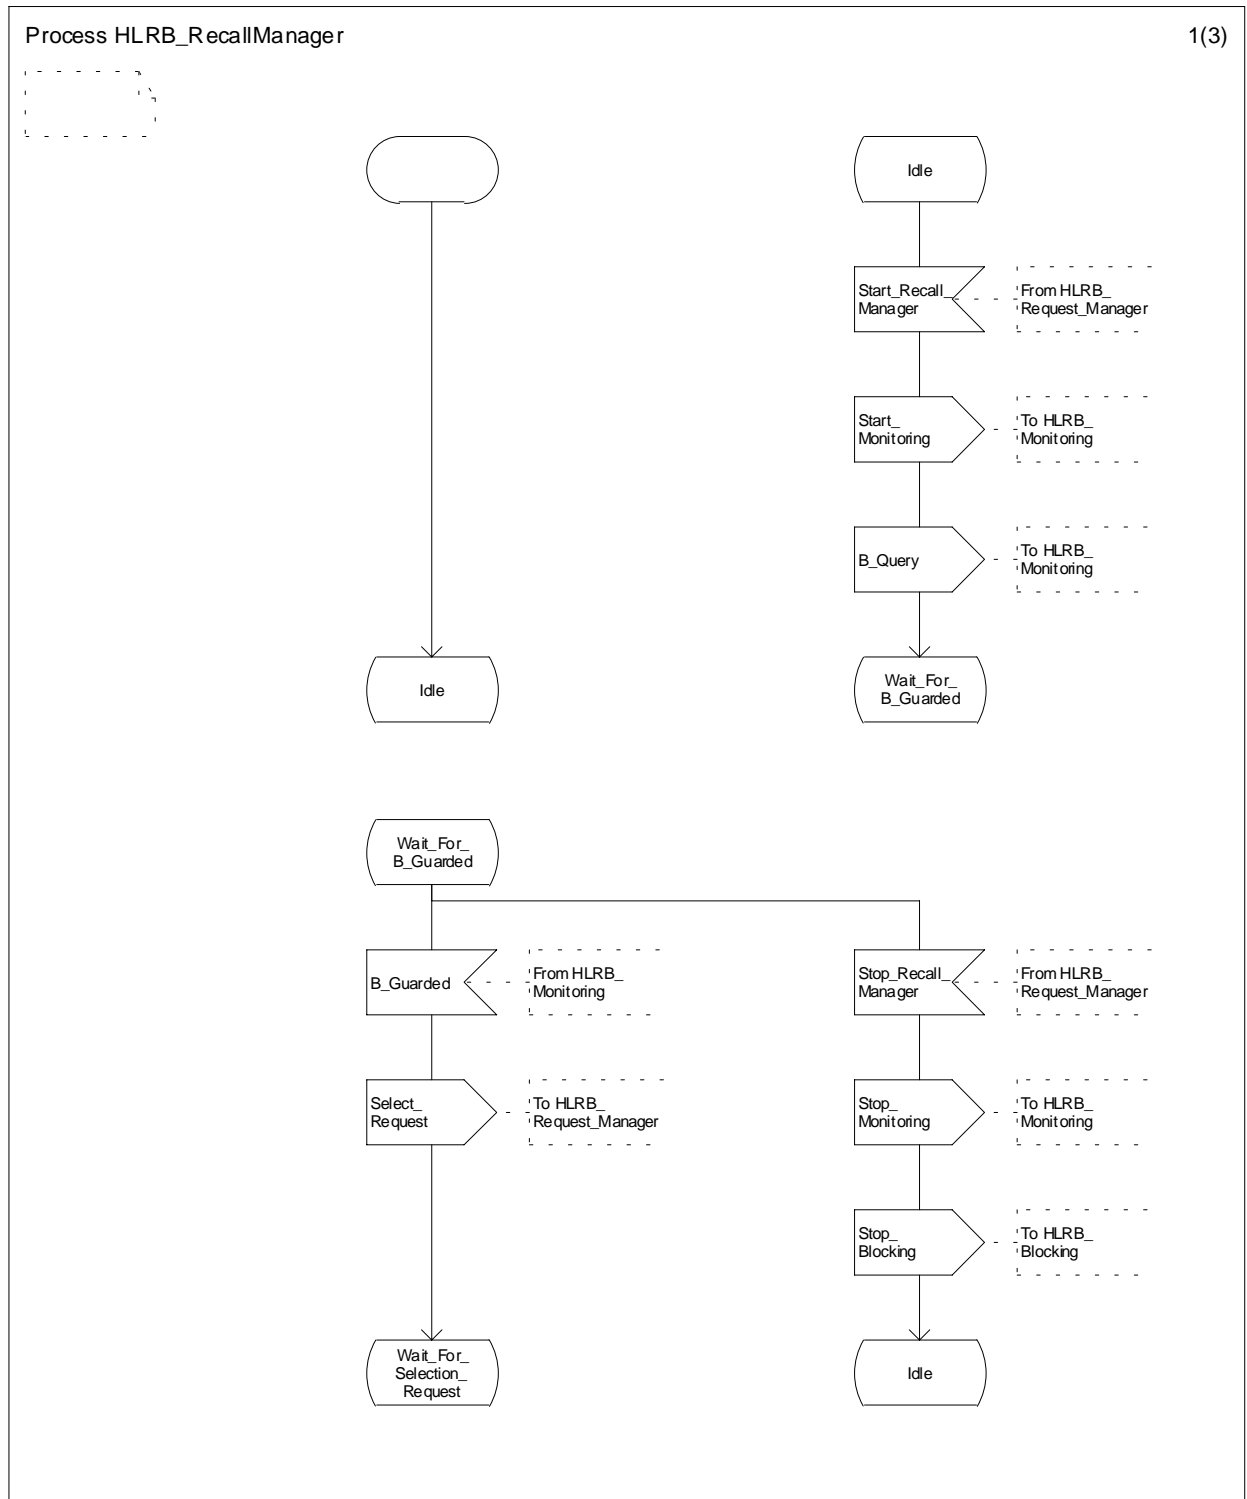 Process HLRB_RecallManager
1(3)
Idle
Start_Recall_
Manager
From HLRB_
Request_Manager
Start_
Monitoring
To HLRB_
Monitoring
B_Query
To HLRB_
Monitoring
Idle
Wait_For_
B_Guarded
Wait_For_
B_Guarded
B_Guarded
From HLRB_
Monitoring
Stop_Recall_
Manager
From HLRB_
Request_Manager
Select_
Request
To HLRB_
Request_Manager
Stop_
Monitoring
To HLRB_
Monitoring
Stop_
Blocking
To HLRB_
Blocking
Wait_For_
Selection_
Request
Idle